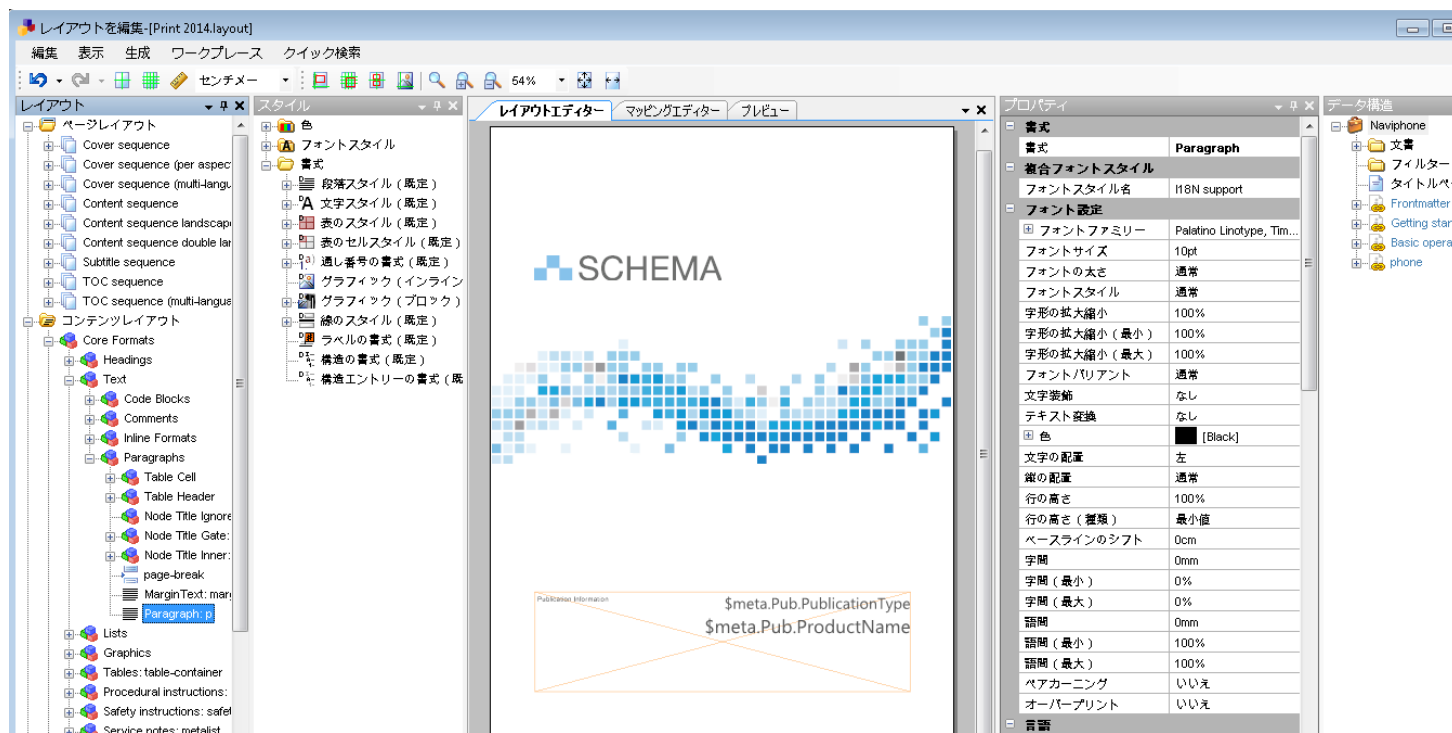 レイアウトを編集-[Print 2014.layout]
編集 表示 生成 ワークプレース クイック検索
センチメー 54%
レイアウト
ページレイアウト
Cover sequence
Cover sequence (per aspec
Cover sequence (multi-langu
Content sequence
Content sequence landscap
Content sequence double lar
Subtitle sequence
TOC sequence
TOC sequence (multi-langua
コンテンツレイアウト
Core Formats
Headings
Text
Code Blocks
Comments
Inline Formats
Paragraphs
Table Cell
Table Header
Node Title Ignore
Node Title Gate:
Node Title Inner:
page-break
MarginText: marg
Paragraph: p
Lists
Graphics
Tables: table-container
Procedural instructions:
Safety instructions: safet
Service notes: metalist
スタイル
色
フォントスタイル
書式
段落スタイル(既定)
文字スタイル(既定)
表のスタイル(既定)
表のセルスタイル(既定)
通し番号の書式(既定)
グラフィック(インライン
グラフィック(ブロック)
線のスタイル(既定)
ラベルの書式(既定)
構造の書式(既定)
構造エントリーの書式(既
レイアウトエディター マッピングエディター プレビュー
SCHEMA
Publication Information
$meta.Pub.PublicationType
$meta.Pub.ProductName
プロパティ
書式
書式 Paragraph
複合フォントスタイル
フォントスタイル名 I18N support
フォント設定
フォントファミリー Palatino Linotype, Tim...
フォントサイズ 10pt
フォントの太さ 通常
フォントスタイル 通常
字形の拡大縮小 100%
字形の拡大縮小(最小) 100%
字形の拡大縮小(最大) 100%
フォントバリアント 通常
文字装飾 なし
テキスト変換 なし
色 [Black]
文字の配置 左
縦の配置 通常
行の高さ 100%
行の高さ(種類) 最小値
ベースラインのシフト 0cm
字間 0mm
字間(最小) 0%
字間(最大) 0%
語間 0mm
語間(最小) 100%
語間(最大) 100%
ペアカーニング いいえ
オーバープリント いいえ
言語
データ構造
Naviphone
文書
フィルター
タイトルペ
Frontmatter
Getting star
Basic opera
phone